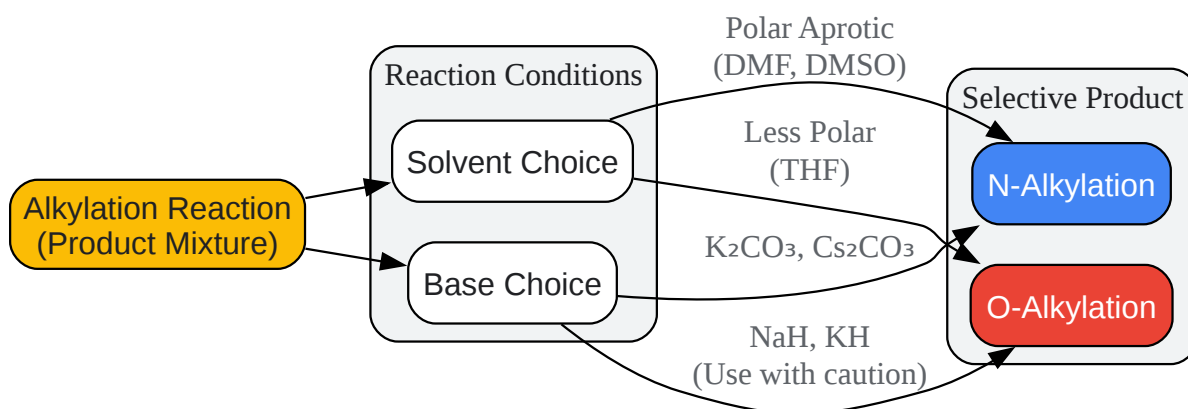 Alkylation Reaction
(Product Mixture)
Reaction Conditions
Solvent Choice
Base Choice
Polar Aprotic
(DMF, DMSO)
Less Polar
(THF)
K₂CO₃, Cs₂CO₃
NaH, KH
(Use with caution)
Selective Product
N-Alkylation
O-Alkylation